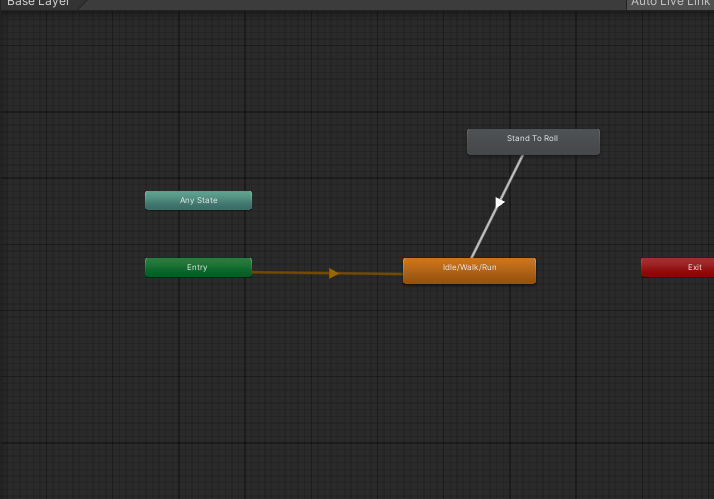 Base Layer
Auto Live Link
Stand To Roll
Any State
Entry
Idle/Walk/Run
Exit